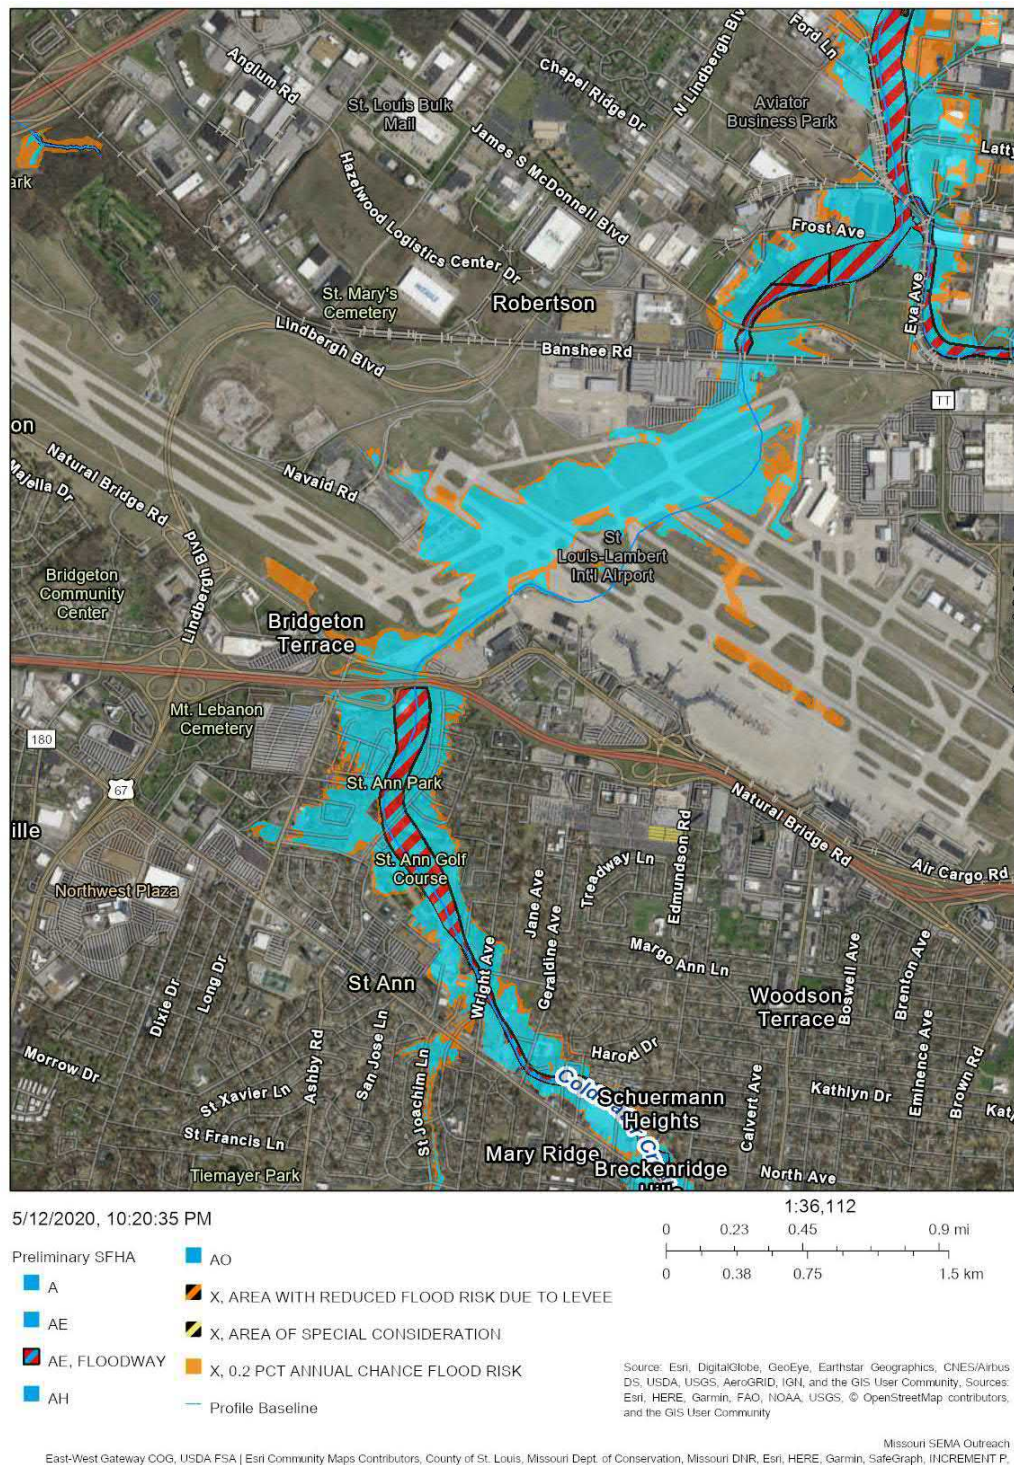 Ford Ln
N Lindbergh Blvd
Anglum Rd
Chapel Ridge Dr
St. Louis Bulk
Mail
Aviator
Business Park
James S McDonnell Blvd
Latty
ark
Hazelwood Logistics Center Dr
Frost Ave
St. Mary's
Cemetery
Robertson
Eva Ave
Lindbergh Blvd
Banshee Rd
TT
on
Natural Bridge Rd
Majella Dr
Navaid Rd
Lindbergh Blvd
St
Louis-Lambert
Int'l Airport
Bridgeton
Community
Center
Bridgeton
Terrace
Mt. Lebanon
Cemetery
180
67
St. Ann Park
Natural Bridge Rd
ille
St. Ann Golf
Course
Treadway Ln
Edmundson Rd
Air Cargo Rd
Northwest Plaza
Jane Ave
Geraldine Ave
Margo Ann Ln
Boswell Ave
Brenton Ave
Wright Ave
St Ann
Woodson
Terrace
Dixie Dr
Long Dr
Harold Dr
Morrow Dr
Ashby Rd
San Jose Ln
St Joachim Ln
Eminence Ave
Brown Rd
St Xavier Ln
Schuermann
Heights
Calvert Ave
Kathlyn Dr
St Francis Ln
Mary Ridge
Breckenridge
Hills
North Ave
Tiemayer Park
5/12/2020, 10:20:35 PM
1:36,112
0 0.23 0.45 0.9 mi
0 0.38 0.75 1.5 km
Preliminary SFHA
A
AE
AE, FLOODWAY
AH
AO
X, AREA WITH REDUCED FLOOD RISK DUE TO LEVEE
X, AREA OF SPECIAL CONSIDERATION
X, 0.2 PCT ANNUAL CHANCE FLOOD RISK
Profile Baseline
Source: Esri, DigitalGlobe, GeoEye, Earthstar Geographics, CNES/Airbus
DS, USDA, USGS, AeroGRID, IGN, and the GIS User Community, Sources:
Esri, HERE, Garmin, FAO, NOAA, USGS, © OpenStreetMap contributors,
and the GIS User Community
Missouri SEMA Outreach
East-West Gateway COG, USDA FSA | Esri Community Maps Contributors, County of St. Louis, Missouri Dept. of Conservation, Missouri DNR, Esri, HERE, Garmin, SafeGraph, INCREMENT P,